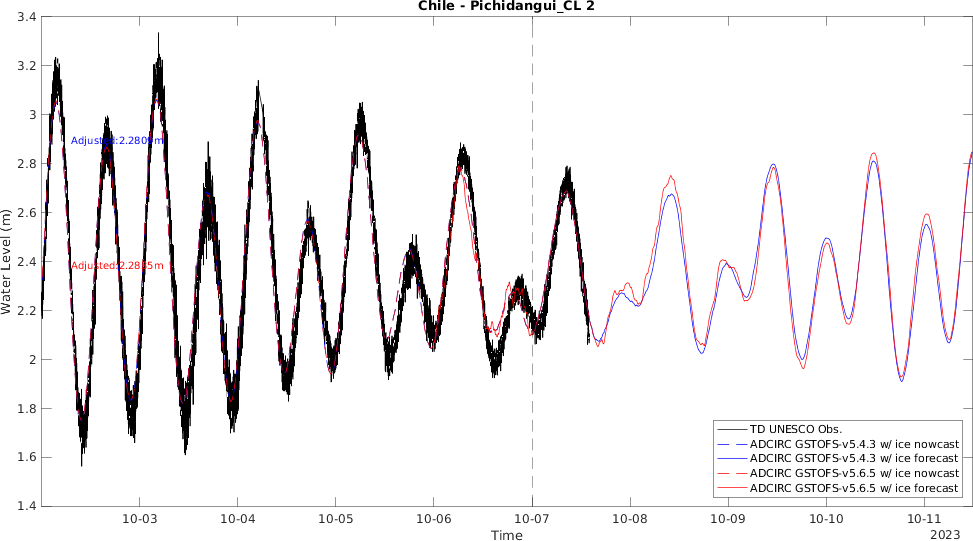 Chile - Pichidangui_CL 2
3.4
3.2
3
2.8
2.6
2.4
2.2
2
1.8
1.6
1.4
Water Level (m)
Adjusted:2.2806m
TD UNESCO Obs.
ADCIRC GSTOFS-v5.4.3 w/ ice nowcast
ADCIRC GSTOFS-v5.4.3 w/ ice forecast
ADCIRC GSTOFS-v5.6.5 w/ ice nowcast
ADCIRC GSTOFS-v5.6.5 w/ ice forecast
10-03
10-04
10-05
10-06
10-07
10-08
10-09
10-10
10-11
Time
2023